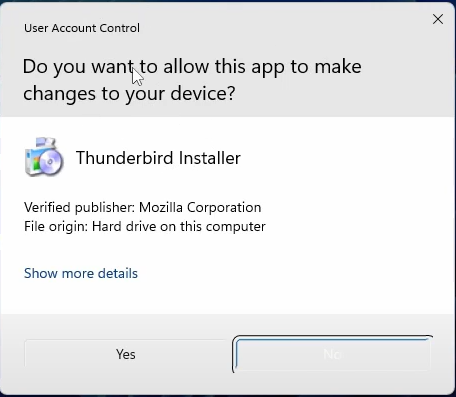 User Account Control
Do you want to allow this app to make
changes to your device?
Thunderbird Installer
Verified publisher: Mozilla Corporation
File origin: Hard drive on this computer
Show more details
Yes
No